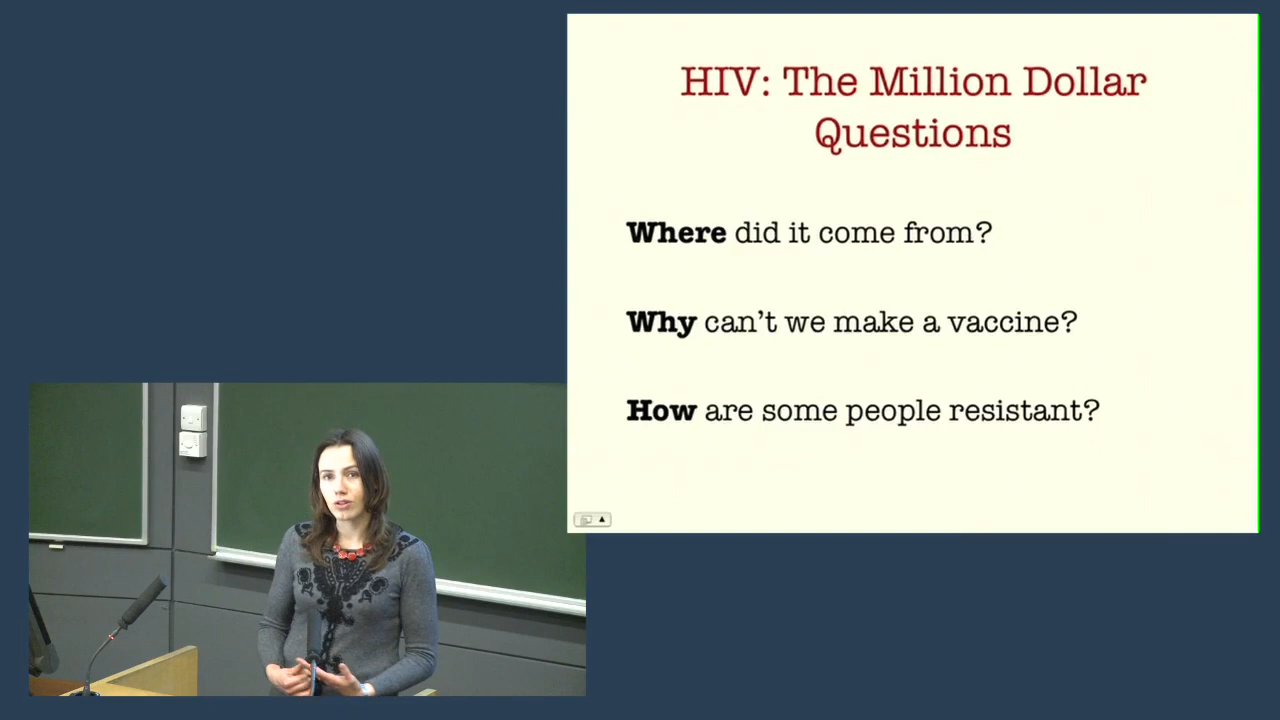 HIV: The Million Dollar
Questions
Where did it come from?
Why can't we make a vaccine?
How are some people resistant?